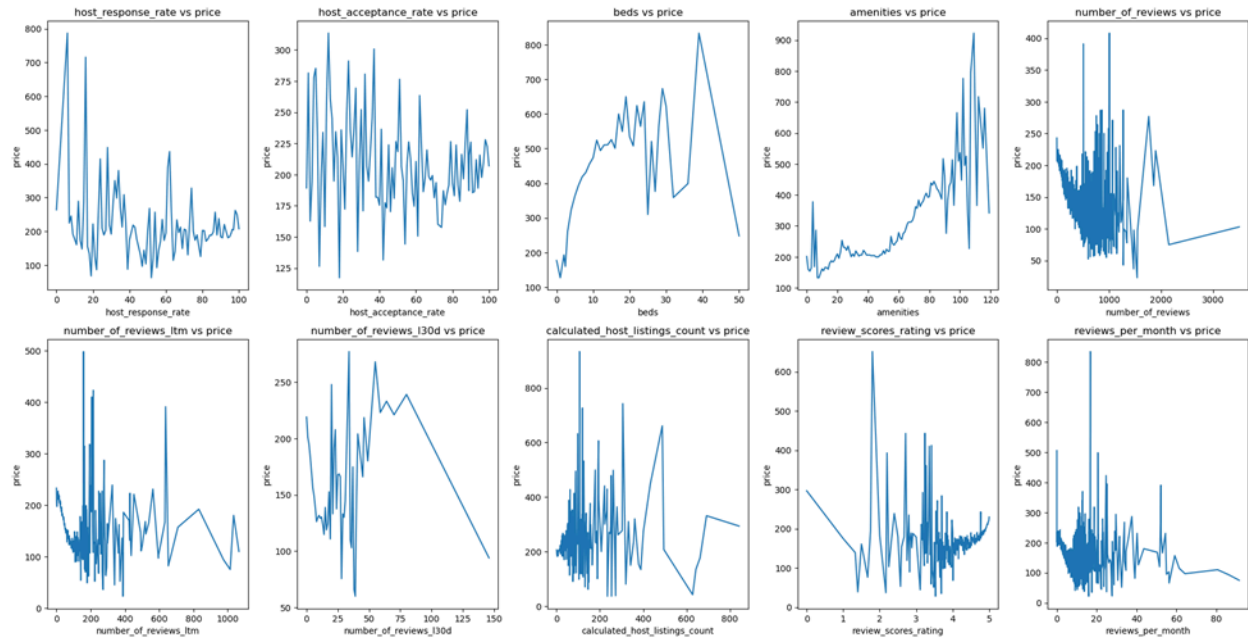 host_response_rate vs price
host_acceptance_rate vs price
beds vs price
amenities vs price
number_of_reviews vs price
800
700
600
500
400
300
200
100
price
0 20 40 60 80 100
host_response_rate
300
275
250
225
200
175
150
125
price
0 20 40 60 80 100
host_acceptance_rate
800
700
600
500
400
300
200
100
price
0 10 20 30 40 50
beds
900
800
700
600
500
400
300
200
100
price
0 20 40 60 80 100 120
amenities
400
350
300
250
200
150
100
50
price
0 1000 2000 3000
number_of_reviews
number_of_reviews_ltm vs price
number_of_reviews_l30d vs price
calculated_host_listings_count vs price
review_scores_rating vs price
reviews_per_month vs price
500
400
300
200
100
0
price
0 200 400 600 800 1000
number_of_reviews_ltm
250
200
150
100
50
price
0 25 50 75 100 125 150
number_of_reviews_l30d
800
600
400
200
0
price
0 200 400 600 800
calculated_host_listings_count
600
500
400
300
200
100
0
price
0 1 2 3 4 5
review_scores_rating
800
600
400
200
0
price
0 20 40 60 80
reviews_per_month